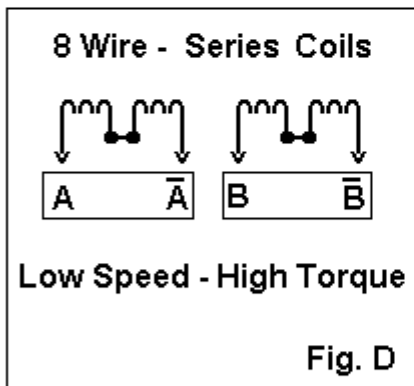 8 Wire - Series Coils
A A̅ B B̅
Low Speed - High Torque
Fig. D